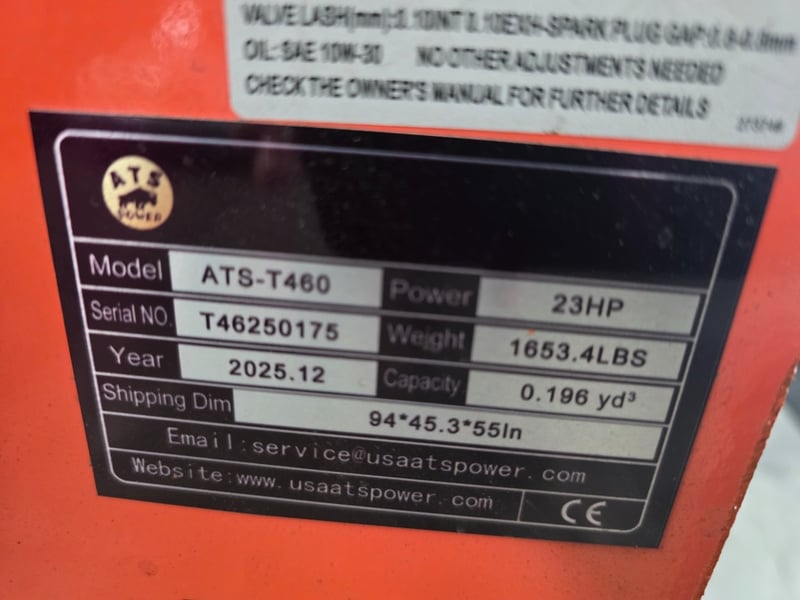 VALVE LASH(mm):0.10INT 0.10EXH-SPARK PLUG GAP:0.8-0.9mm
OIL: SAE 10W-30 NO OTHER ADJUSTMENTS NEEDED
CHECK THE OWNER'S MANUAL FOR FURTHER DETAILS
ATS
POWER
Model ATS-T460 Power 23HP
Serial NO. T46250175 Weight 1653.4LBS
Year 2025.12 Capacity 0.196 yd³
Shipping Dim 94*45.3*55In
Email:service@usaatspower.com
Website:www.usaatspower.com CE